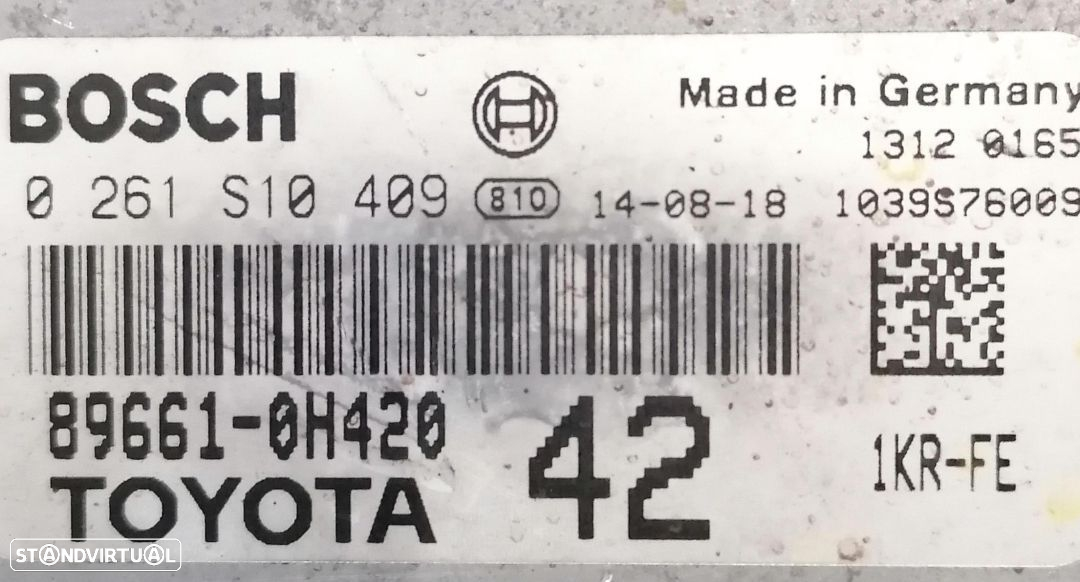 BOSCH
Made in Germany
1312 0165
0 261 S10 409 810 14-08-18 1039S76009
89661-0H420 42
1KR-FE
TOYOTA
STANDVIRTUAL